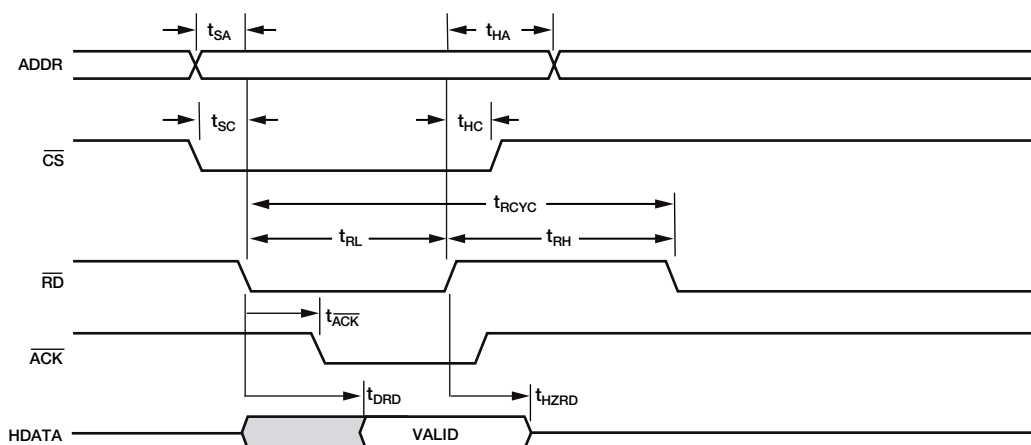 tSA
tHA
ADDR
tSC
tHC
CS
tRCYC
tRL
tRH
RD
tACK
ACK
tDRD
tHZRD
HDATA
VALID